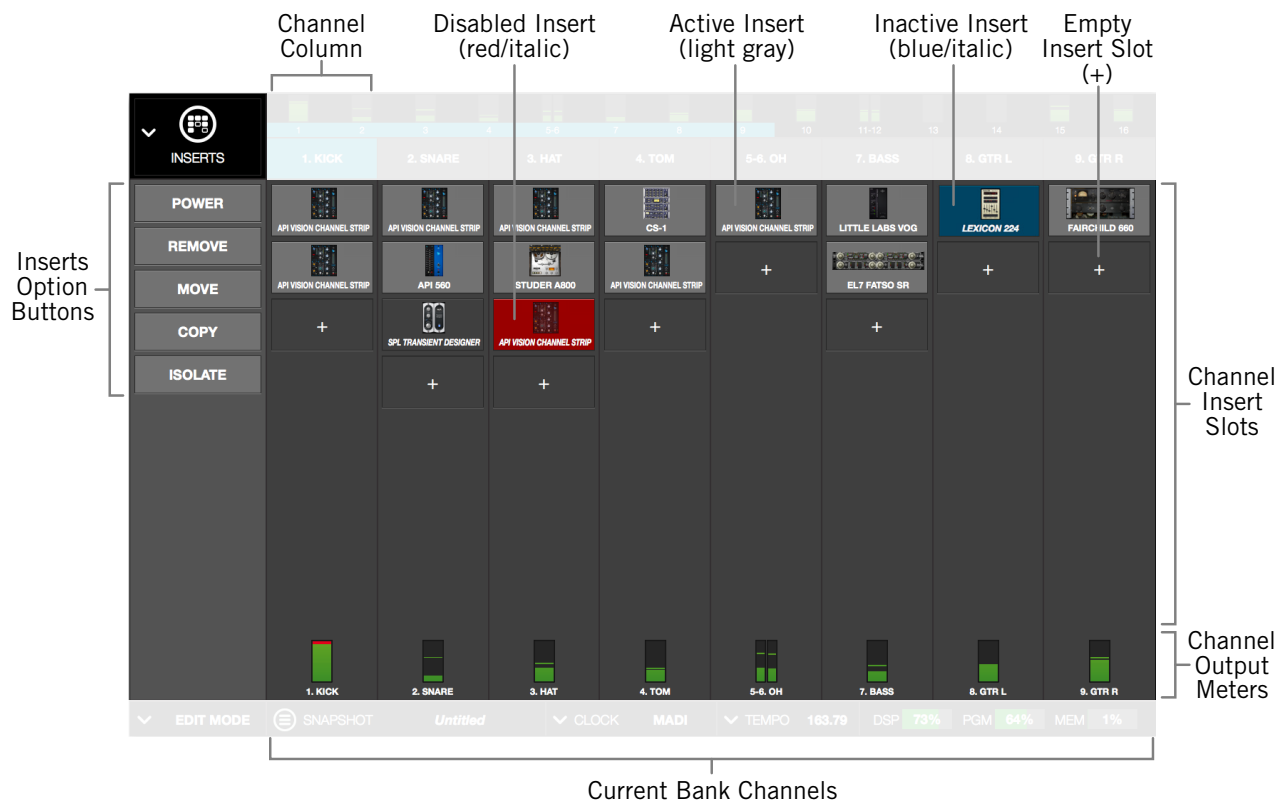 Channel
Column
Disabled Insert
(red/italic)
Active Insert
(light gray)
Inactive Insert
(blue/italic)
Empty
Insert Slot
(+)
INSERTS
1 2 3 4 5-6 7 8 9 10 11-12 13 14 15 16
1. KICK 2. SNARE 3. HAT 4. TOM 5-6. OH 7. BASS 8. GTR L 9. GTR R
Inserts
Option
Buttons
POWER
REMOVE
MOVE
COPY
ISOLATE
API VISION CHANNEL STRIP API VISION CHANNEL STRIP API VISION CHANNEL STRIP CS-1 API VISION CHANNEL STRIP LITTLE LABS VOG LEXICON 224 FAIRCHILD 660
API VISION CHANNEL STRIP API 560 STUDER A800 API VISION CHANNEL STRIP + EL7 FATSO SR + +
+ SPL TRANSIENT DESIGNER API VISION CHANNEL STRIP + +
+ +
Channel
Insert
Slots
Channel
Output
Meters
1. KICK 2. SNARE 3. HAT 4. TOM 5-6. OH 7. BASS 8. GTR L 9. GTR R
EDIT MODE SNAPSHOT Untitled CLOCK MADI TEMPO 163.79 DSP 73% PGM 64% MEM 1%
Current Bank Channels